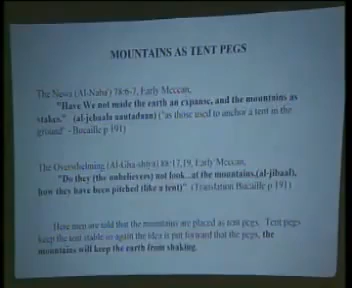 MOUNTAINS AS TENT PEGS
The News (Al-Naba') 78:6-7, Early Meccan,
"Have We not made the earth an expanse, and the mountains as
stakes." (al-jebaala aautadaan) ("as those used to anchor a tent in the
ground" - Bucaille p 191)
The Overwhelming (Al-Gha-shiya) 88:17,19, Early Meccan,
"Do they (the unbelievers) not look...at the mountains,(al-jibaal),
how they have been pitched (like a tent)" (Translation Bucaille p 191)
Here men are told that the mountains are placed as tent pegs. Tent pegs
keep the tent stable so again the idea is put forward that the pegs, the
mountains will keep the earth from shaking.